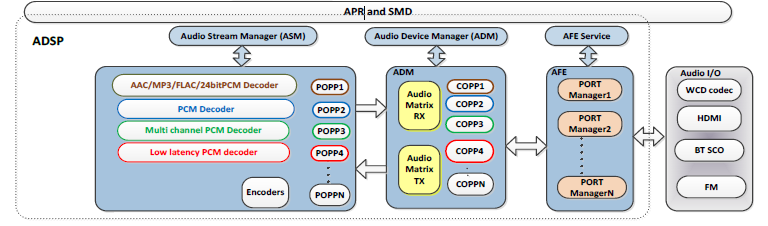 APR and SMD
ADSP
Audio Stream Manager (ASM)
Audio Device Manager (ADM)
AFE Service
AAC/MP3/FLAC/24bitPCM Decoder
PCM Decoder
Multi channel PCM Decoder
Low latency PCM decoder
Encoders
POPP1
POPP2
POPP3
POPP4
POPPN
ADM
Audio
Matrix
RX
Audio
Matrix
TX
COPP1
COPP2
COPP3
COPP4
COPPN
AFE
PORT
Manager1
PORT
Manager2
PORT
ManagerN
Audio I/O
WCD codec
HDMI
BT SCO
FM